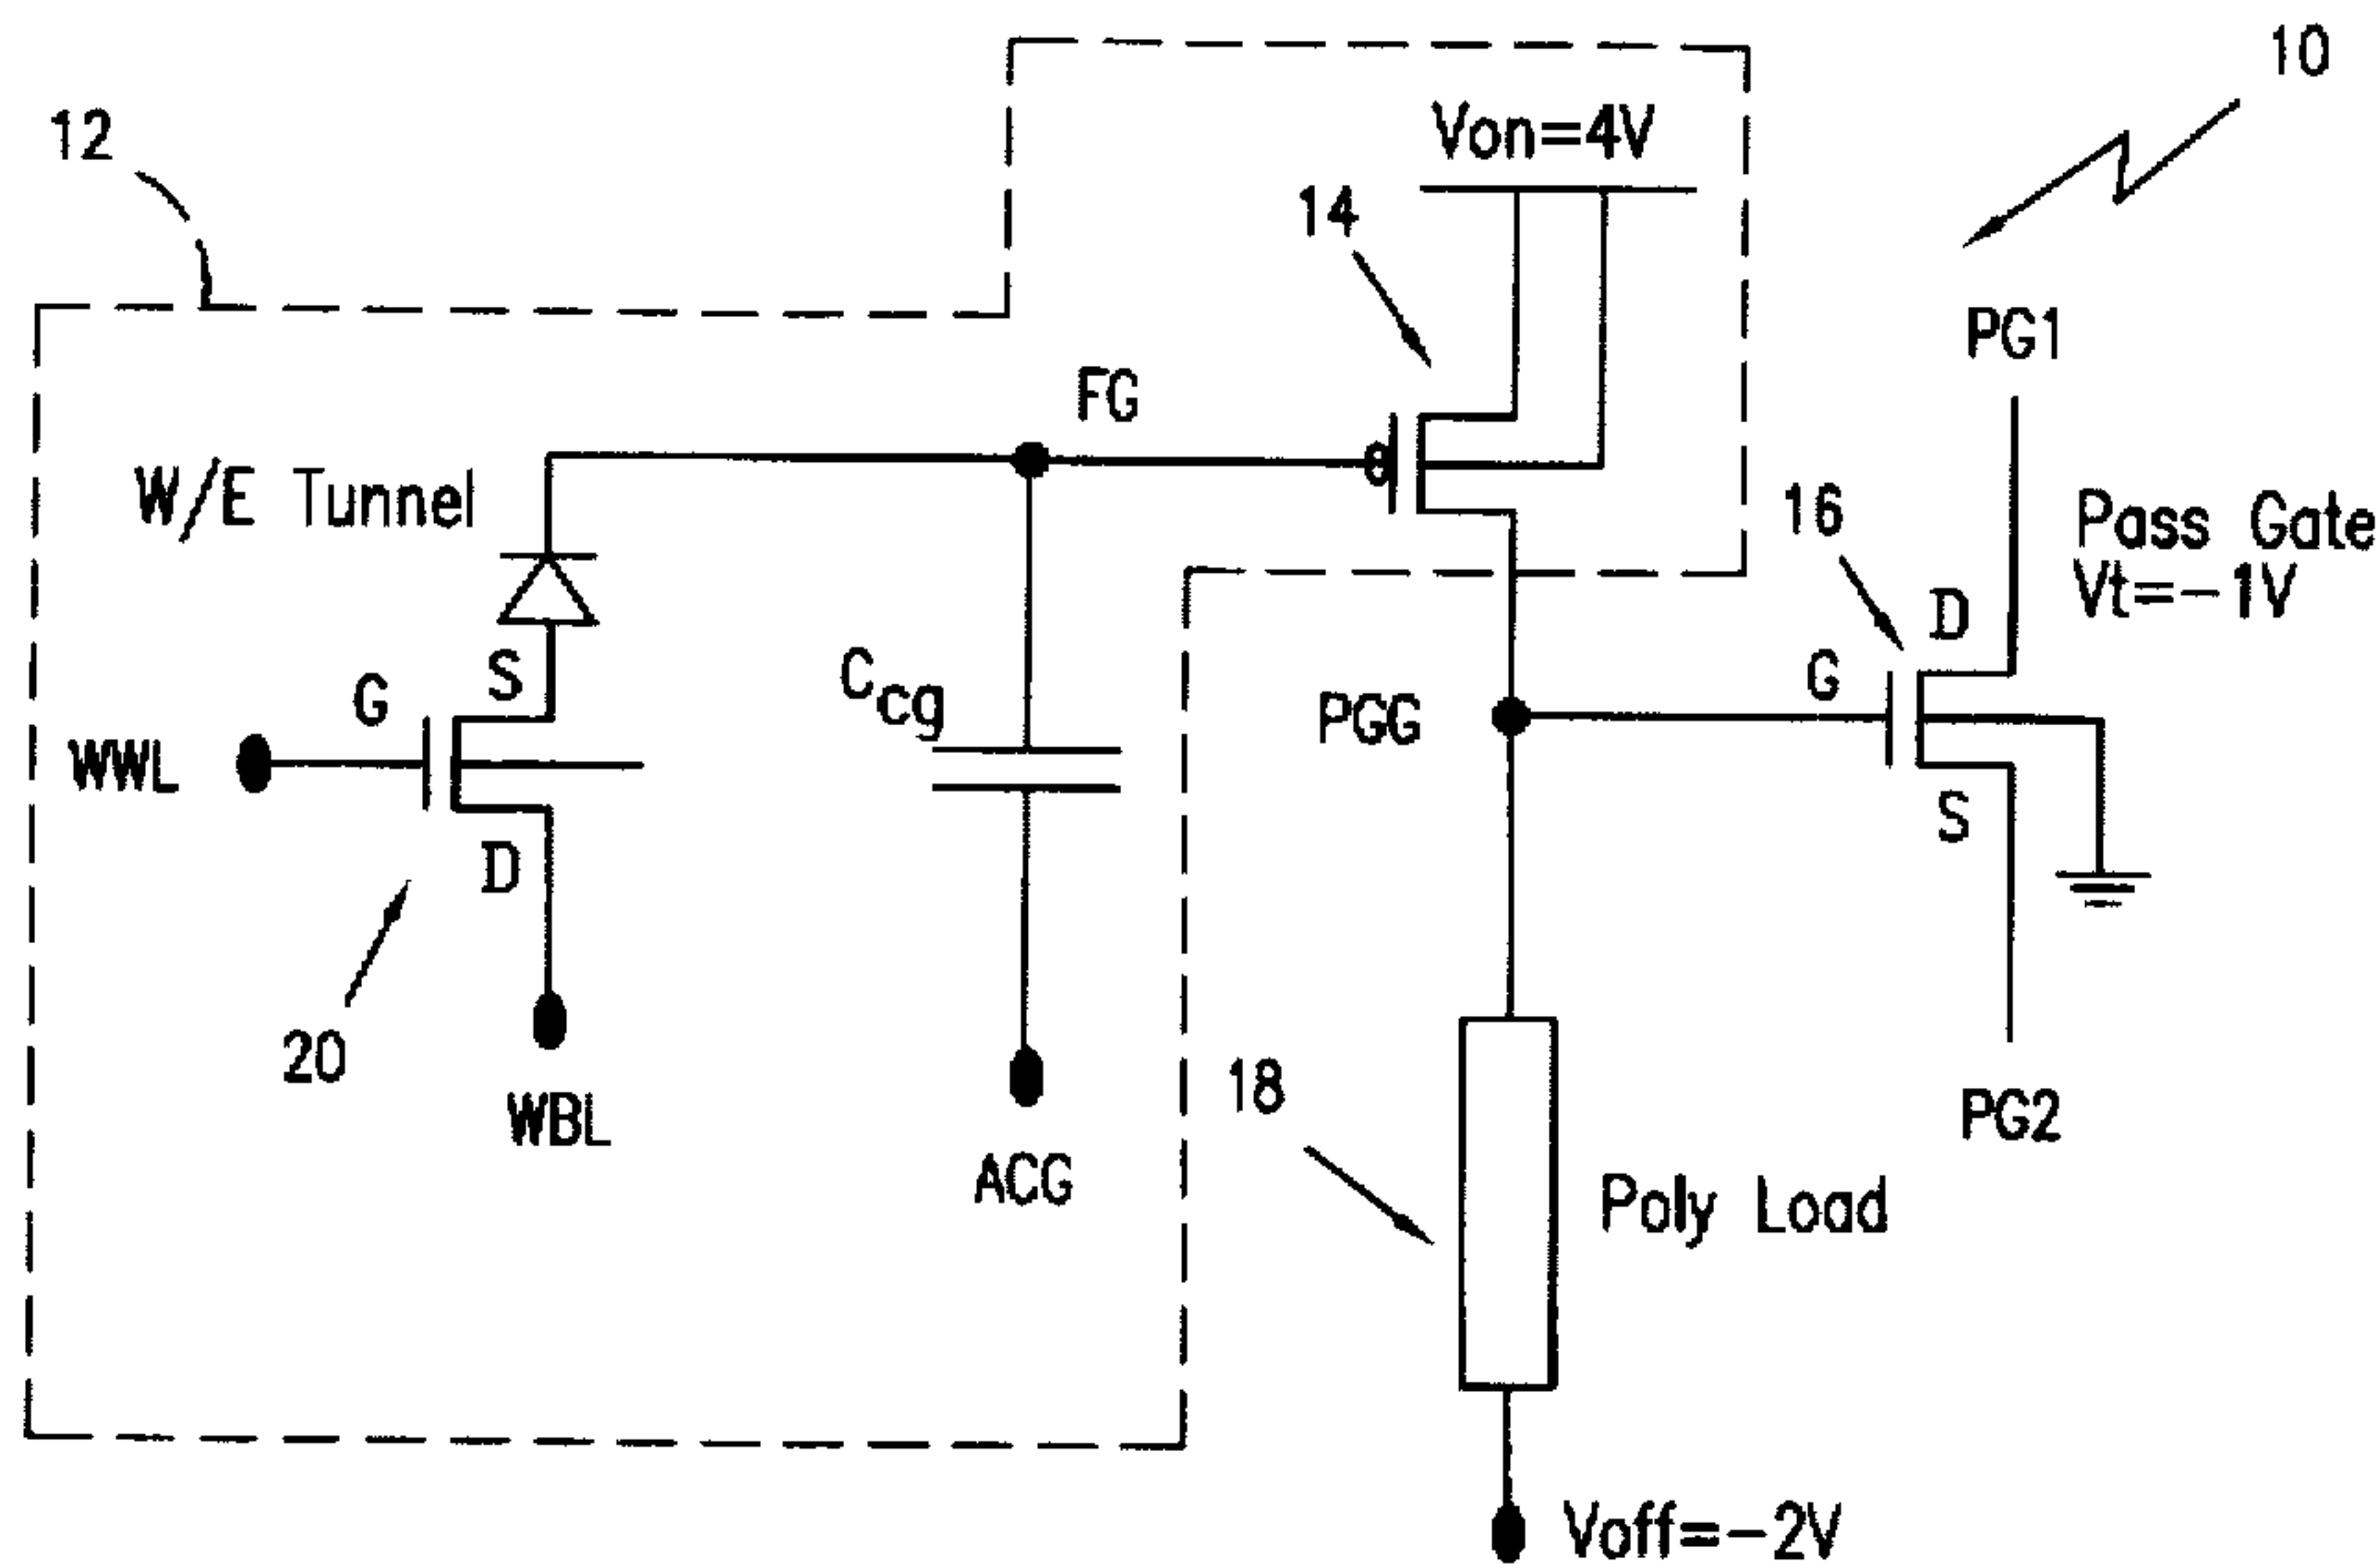 10
12
Von=4V
14
PG1
FG
W/E Tunnel
16
Pass Gate
Vt=-1V
D
G
S
G
Ccg
PGG
WWL
S
D
20
18
WBL
PG2
ACG
Poly Load
Voff=-2V